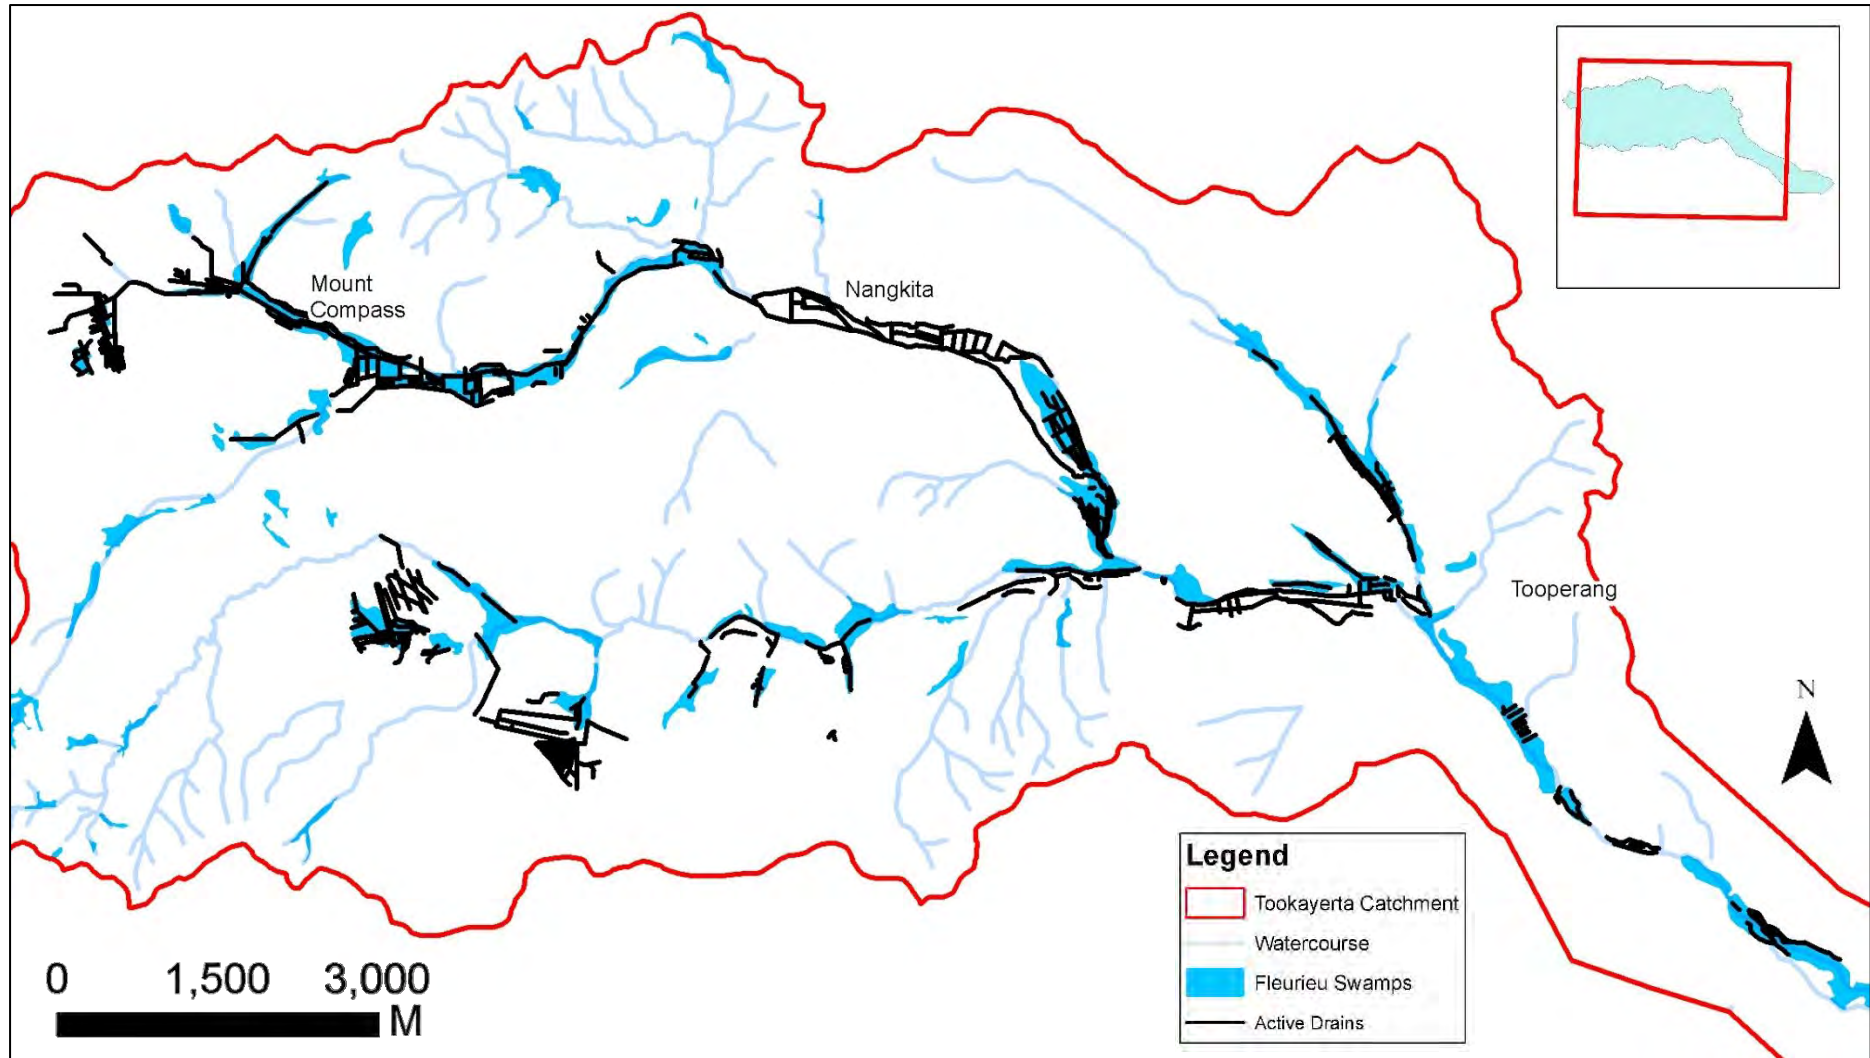 Mount
Compass
Nangkita
Tooperang
N
Legend
Tookayerta Catchment
Watercourse
Fleurieu Swamps
Active Drains
0 1,500 3,000
M